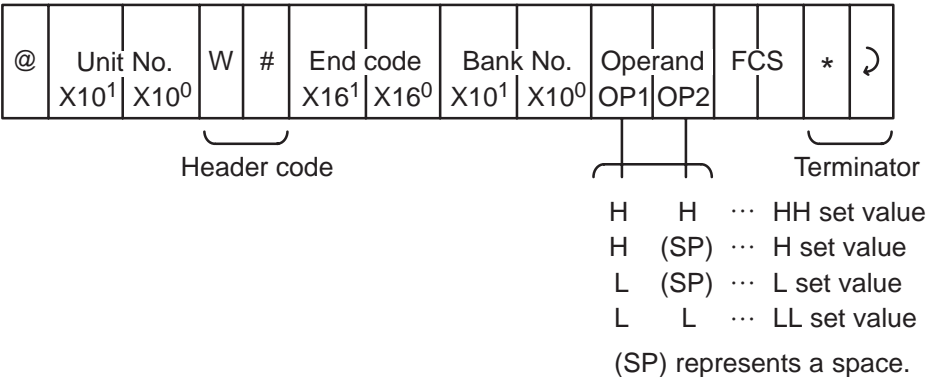 @ Unit No. W # End code Bank No. Operand FCS * ⤸
X10¹ X10⁰ X16¹ X16⁰ X10¹ X10⁰ OP1 OP2
Header code Terminator
H H ··· HH set value
H (SP) ··· H set value
L (SP) ··· L set value
L L ··· LL set value
(SP) represents a space.